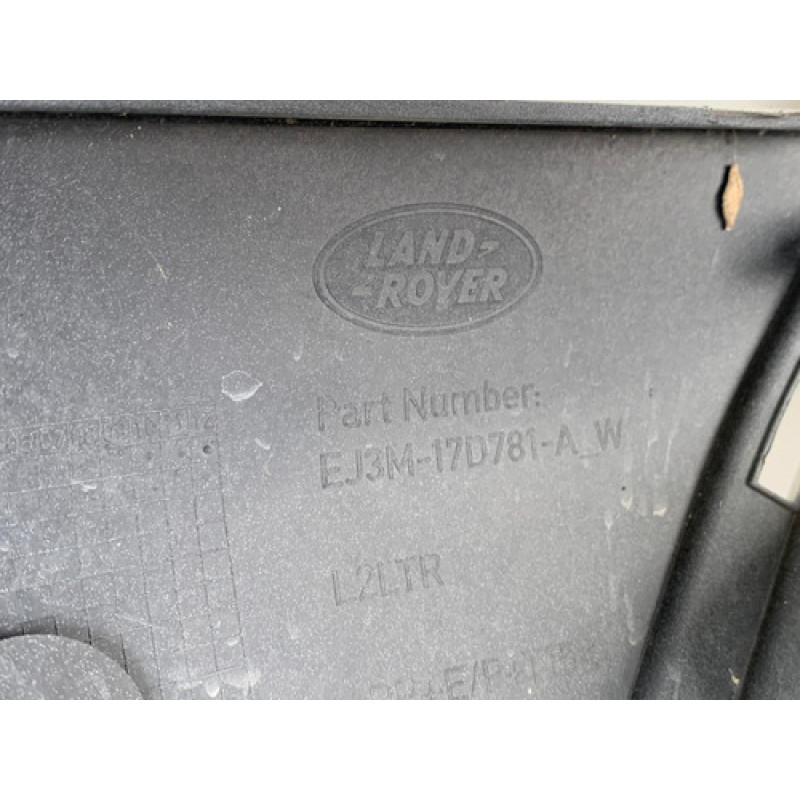 LAND-
-ROVER
Part Number:
EJ3M-17D781-A_W
L2LTR